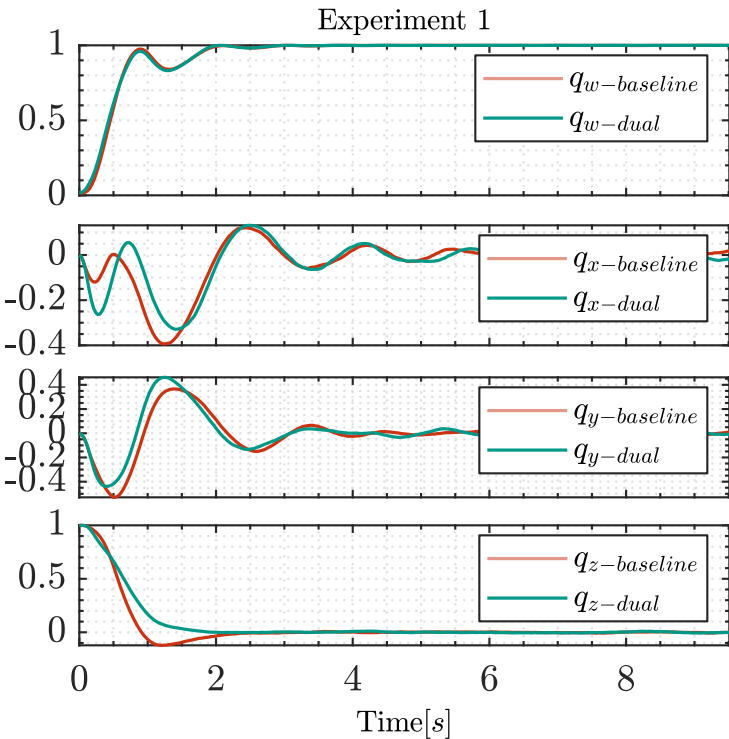 Experiment 1
1
0.5
0
q_{w-baseline}
q_{w-dual}
0
-0.2
-0.4
q_{x-baseline}
q_{x-dual}
0.4
0.2
0
-0.2
-0.4
q_{y-baseline}
q_{y-dual}
1
0.5
0
q_{z-baseline}
q_{z-dual}
0 2 4 6 8
Time[s]